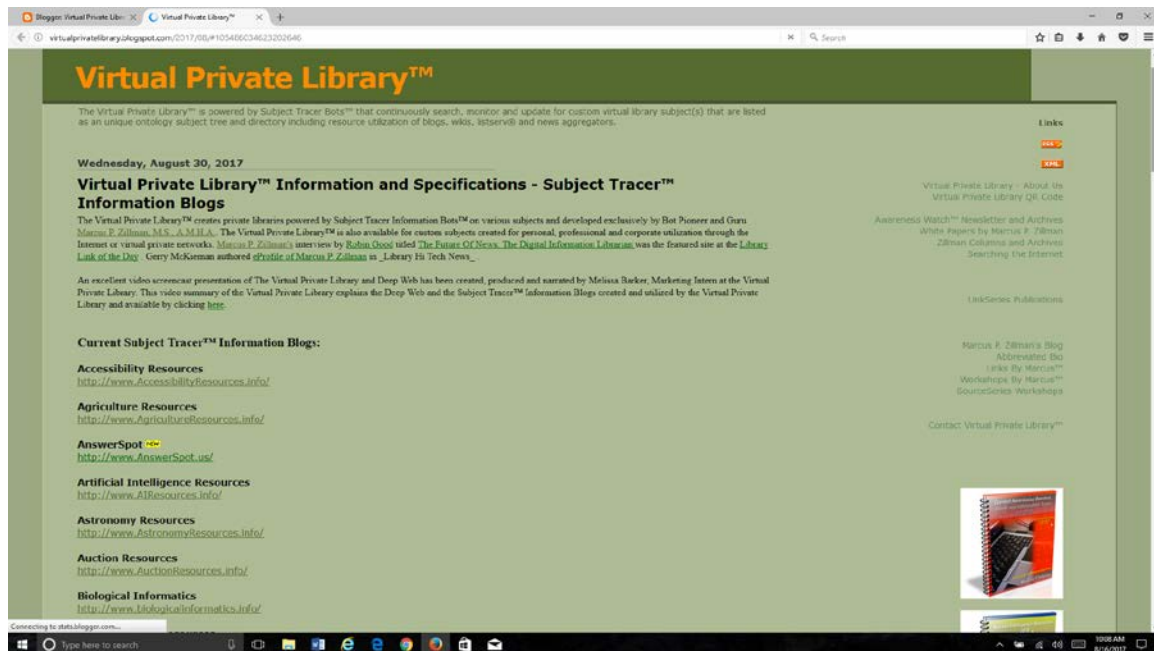 Blogger: Virtual Private Libr
Virtual Private Library™
virtualprivatelibrary.blogspot.com/2017/08/#105486034623202646
Search
Virtual Private Library™
The Virtual Private Library™ is powered by Subject Tracer Bots™ that continuously search, monitor and update for custom virtual library subject(s) that are listed
as an unique ontology subject tree and directory including resource utilization of blogs, wikis, listserv® and news aggregators.
Wednesday, August 30, 2017
Virtual Private Library™ Information and Specifications - Subject Tracer™
Information Blogs
The Virtual Private Library™ creates private libraries powered by Subject Tracer Information Bots™ on various subjects and developed exclusively by Bot Pioneer and Guru
Marcus P. Zillman, M.S., A.M.H.A.. The Virtual Private Library™ is also available for custom subjects created for personal, professional and corporate utilization through the
Internet or virtual private networks. Marcus P. Zillman's interview by Robin Good titled The Future Of News: The Digital Information Librarian was the featured site at the Library
Link of the Day . Gerry McKiernan authored eProfile of Marcus P. Zillman in _Library Hi Tech News_
An excellent video screencast presentation of The Virtual Private Library and Deep Web has been created, produced and narrated by Melissa Barker, Marketing Intern at the Virtual
Private Library. This video summary of the Virtual Private Library explains the Deep Web and the Subject Tracer™ Information Blogs created and utilized by the Virtual Private
Library and available by clicking here.
Current Subject Tracer™ Information Blogs:
Accessibility Resources
http://www.AccessibilityResources.info/
Agriculture Resources
http://www.AgricultureResources.info/
AnswerSpot NEW
http://www.AnswerSpot.us/
Artificial Intelligence Resources
http://www.AIResources.info/
Astronomy Resources
http://www.AstronomyResources.info/
Auction Resources
http://www.AuctionResources.info/
Biological Informatics
http://www.biologicalinformatics.info/
Links
RSS
XML
Virtual Private Library - About Us
Virtual Private Library QR Code
Awareness Watch™ Newsletter and Archives
White Papers by Marcus P. Zillman
Zillman Columns and Archives
Searching the Internet
LinkSeries Publications
Marcus P. Zillman's Blog
Abbreviated Bio
Links By Marcus™
Workshops By Marcus™
SourceSeries Workshops
Contact Virtual Private Library™
Connecting to stats.blogger.com...
Type here to search
10:08 AM
8/16/2017